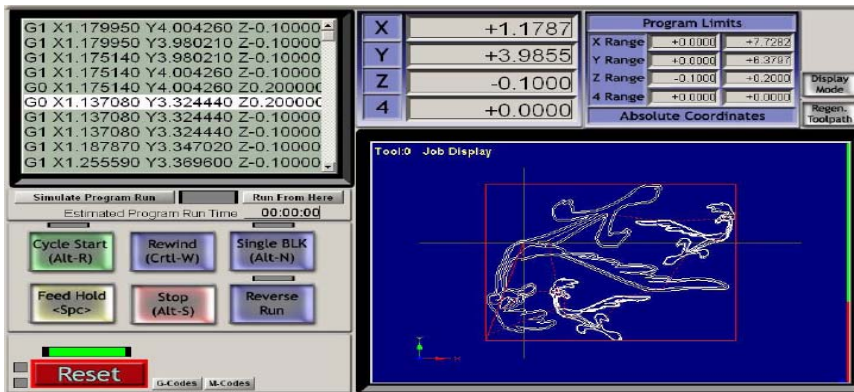 G1 X1.179950 Y4.004260 Z-0.10000
G1 X1.179950 Y3.980210 Z-0.10000
G1 X1.175140 Y3.980210 Z-0.10000
G1 X1.175140 Y4.004260 Z-0.10000
G0 X1.175140 Y4.004260 Z0.200000
G0 X1.137080 Y3.324440 Z0.200000
G1 X1.137080 Y3.324440 Z-0.10000
G1 X1.137080 Y3.324440 Z-0.10000
G1 X1.187870 Y3.347020 Z-0.10000
G1 X1.255590 Y3.369600 Z-0.10000
Simulate Program Run
Run From Here
Estimated Program Run Time 00:00:00
Cycle Start
(Alt-R)
Rewind
(Crtl-W)
Single BLK
(Alt-N)
Feed Hold
<Spc>
Stop
(Alt-S)
Reverse
Run
Reset
G-Codes
M-Codes
X +1.1787
Y +3.9855
Z -0.1000
4 +0.0000
Program Limits
X Range +0.0000 +7.7282
Y Range +0.0000 +6.3797
Z Range -0.1000 +0.2000
4 Range +0.0000 +0.0000
Absolute Coordinates
Display
Mode
Regen.
Toolpath
Tool:0 Job Display